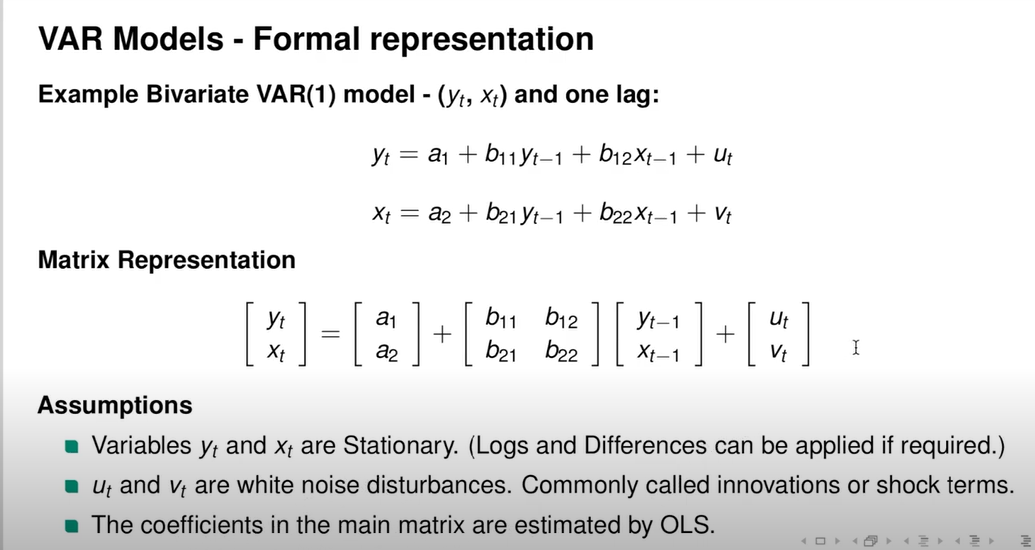 VAR Models - Formal representation
Example Bivariate VAR(1) model - (yₜ, xₜ) and one lag:
yₜ = a₁ + b₁₁yₜ₋₁ + b₁₂xₜ₋₁ + uₜ
xₜ = a₂ + b₂₁yₜ₋₁ + b₂₂xₜ₋₁ + vₜ
Matrix Representation
[yₜ] = [a₁] + [b₁₁ b₁₂] [yₜ₋₁] + [uₜ]
[xₜ] [a₂] [b₂₁ b₂₂] [xₜ₋₁] [vₜ]
Assumptions
Variables yₜ and xₜ are Stationary. (Logs and Differences can be applied if required.)
uₜ and vₜ are white noise disturbances. Commonly called innovations or shock terms.
The coefficients in the main matrix are estimated by OLS.